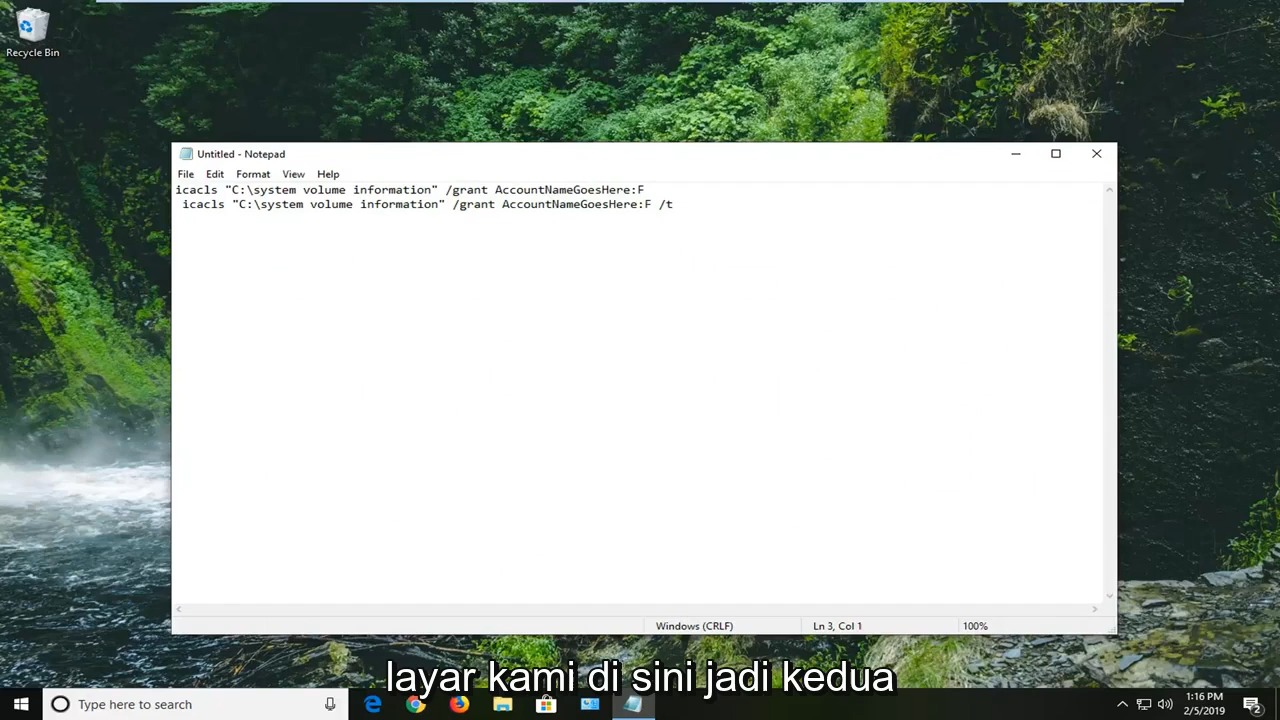 Recycle Bin
Untitled - Notepad
File Edit Format View Help
icacls "C:\system volume information" /grant AccountNameGoesHere:F
icacls "C:\system volume information" /grant AccountNameGoesHere:F /t
Windows (CRLF) Ln 3, Col 1 100%
layar kami di sini jadi kedua
Type here to search
1:16 PM
2/5/2019
2